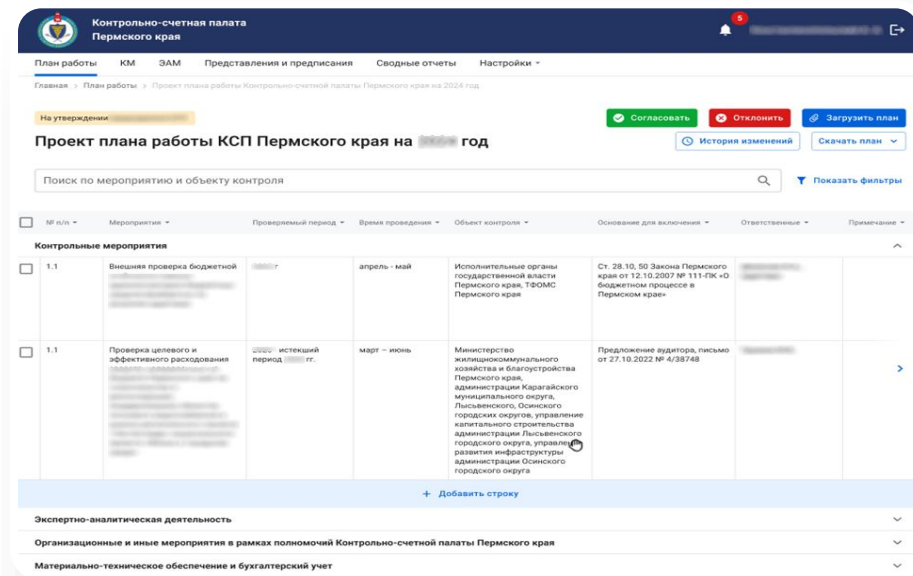 Контрольно-счетная палата
Пермского края
5
План работы КМ ЭАМ Представления и предписания Сводные отчеты Настройки
Главная > План работы > Проект плана работы Контрольно-счетной палаты Пермского края на 2024 год
На утверждении
Согласовать Отклонить Загрузить план
Проект плана работы КСП Пермского края на год
История изменений Скачать план
Поиск по мероприятию и объекту контроля
Показать фильтры
№ п/п Мероприятия Проверяемый период Время проведения Объект контроля Основание для включения Ответственные Примечание
Контрольные мероприятия
1.1
Внешняя проверка бюджетной
г
апрель - май
Исполнительные органы
государственной власти
Пермского края, ТФОМС
Пермского края
Ст. 28.10, 50 Закона Пермского
края от 12.10.2007 № 111-ПК «О
бюджетном процессе в
Пермском крае»
1.1
Проверка целевого и
эффективного расходования
- истекший
период гг.
март – июнь
Министерство
жилищнокоммунального
хозяйства и благоустройства
Пермского края,
администрации Карагайского
муниципального округа,
Лысьвенского, Осинского
городских округов, управление
капитального строительства
администрации Лысьвенского
городского округа, управление
развития инфраструктуры
администрации Осинского
городского округа
Предложение аудитора, письмо
от 27.10.2022 № 4/38748
+ Добавить строку
Экспертно-аналитическая деятельность
Организационные и иные мероприятия в рамках полномочий Контрольно-счетной палаты Пермского края
Материально-техническое обеспечение и бухгалтерский учет